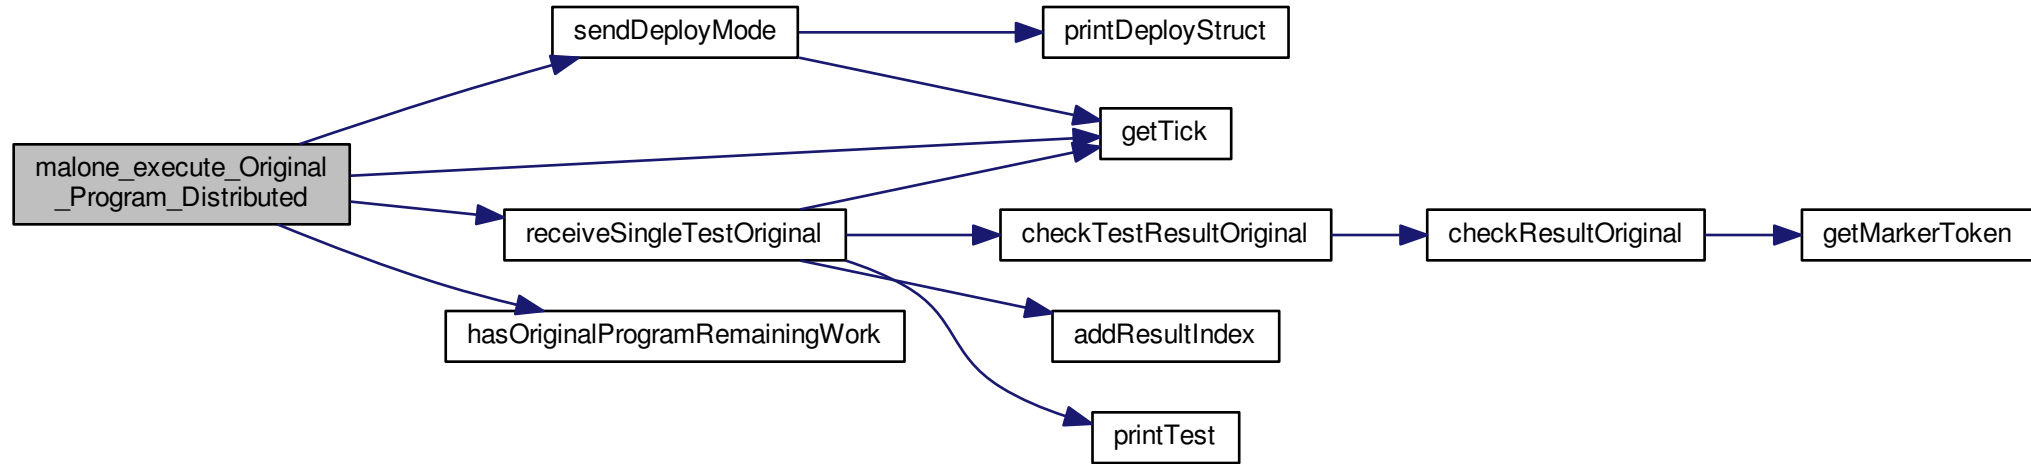 sendDeployMode
printDeployStruct
getTick
malone_execute_Original
_Program_Distributed
receiveSingleTestOriginal
checkTestResultOriginal
checkResultOriginal
getMarkerToken
hasOriginalProgramRemainingWork
addResultIndex
printTest